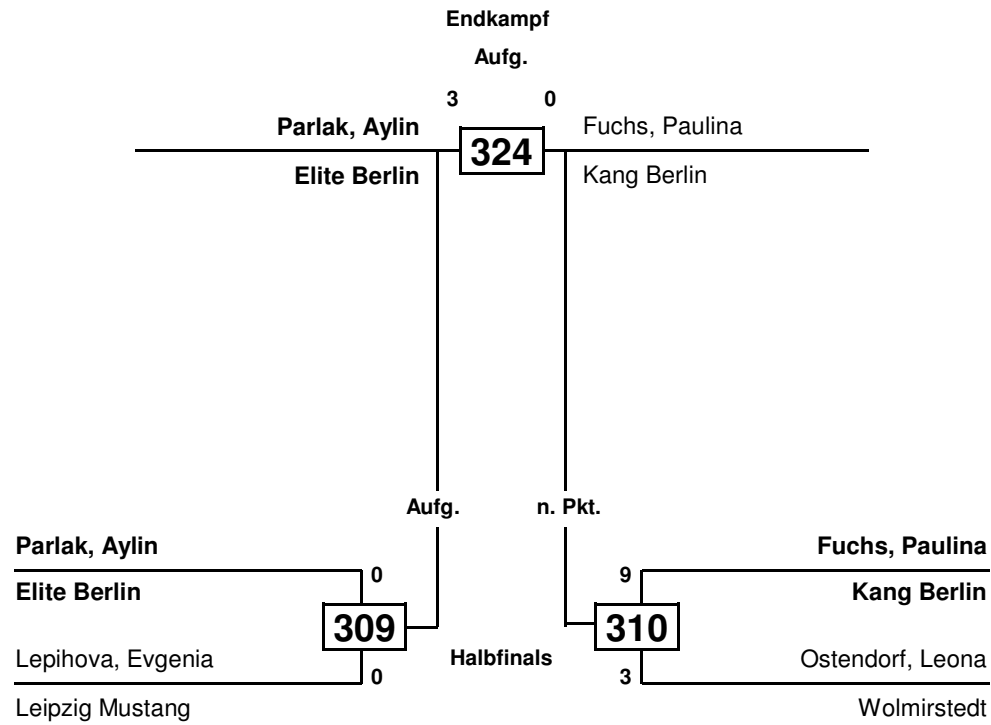 Endkampf
Aufg.
3 0
Parlak, Aylin 324 Fuchs, Paulina
Elite Berlin Kang Berlin
Aufg. n. Pkt.
Parlak, Aylin Fuchs, Paulina
0 9
Elite Berlin Kang Berlin
309 310
Lepihova, Evgenia Halbfinals Ostendorf, Leona
0 3
Leipzig Mustang Wolmirstedt